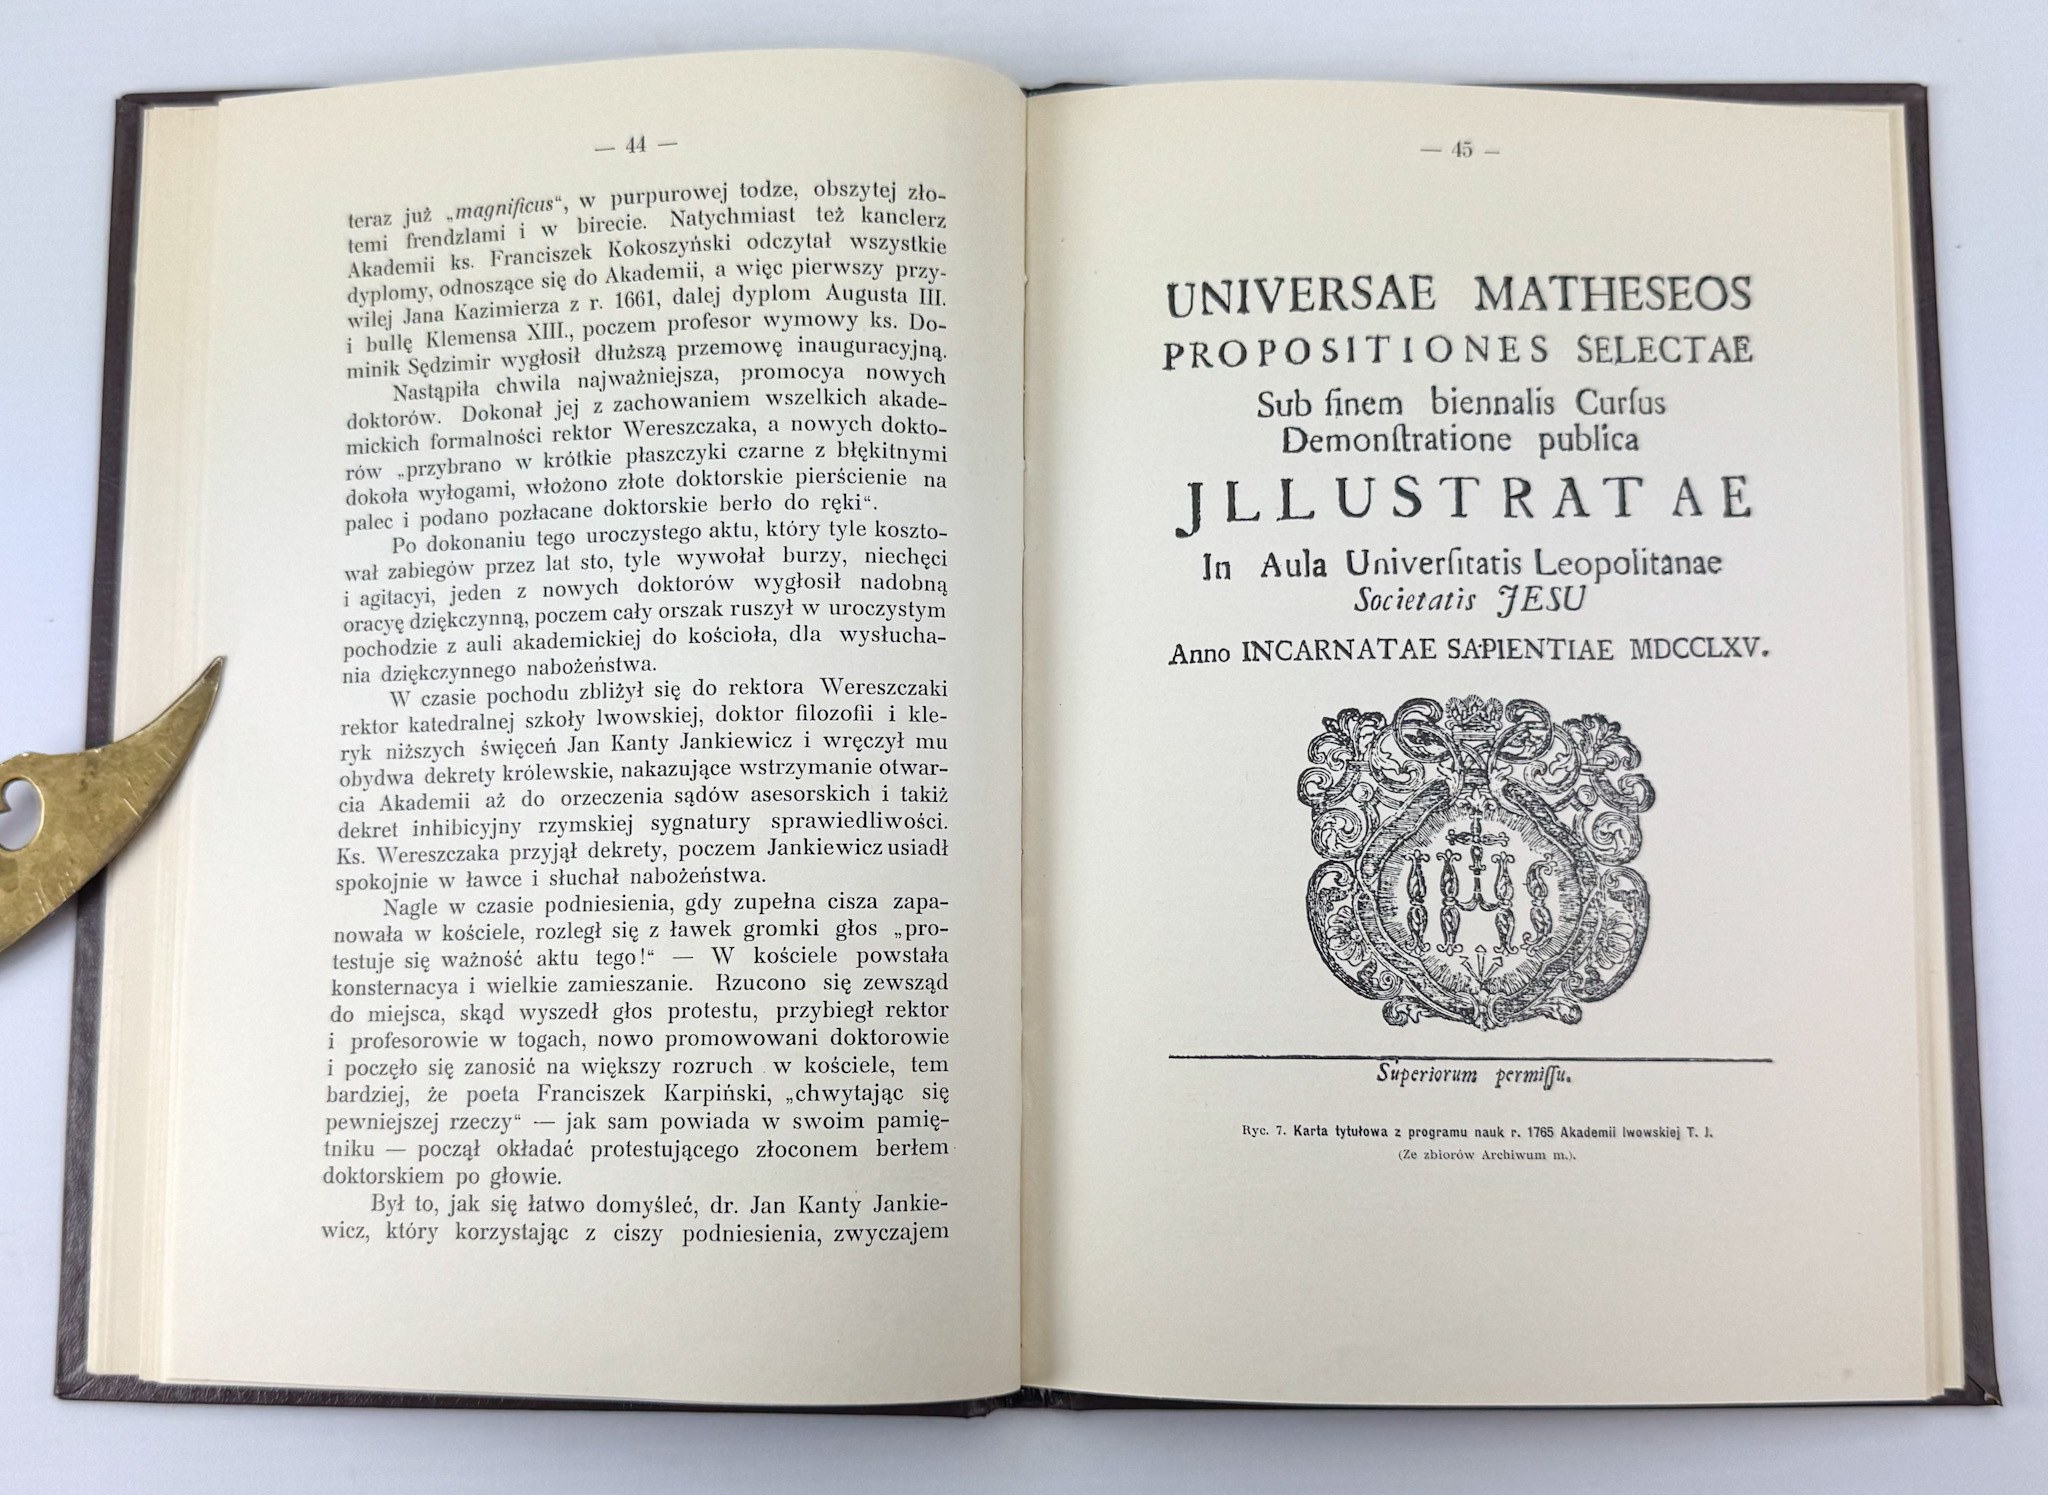 — 44 —
teraz już „magnificus“, w purpurowej todze, obszytej zło-
temi frendzlami i w birecie. Natychmiast też kanclerz
Akademii ks. Franciszek Kokoszyński odczytał wszystkie
dyplomy, odnoszące się do Akademii, a więc pierwszy przy-
wilej Jana Kazimierza z r. 1661, dalej dyplom Augusta III.
i bullę Klemensa XIII., poczem profesor wymowy ks. Do-
minik Sędzimir wygłosił dłuższą przemowę inauguracyjną.
Nastąpiła chwila najważniejsza, promocya nowych
doktorów. Dokonał jej z zachowaniem wszelkich akade-
mickich formalności rektor Wereszczaka, a nowych dokto-
rów „przybrano w krótkie płaszczyki czarne z błękitnymi
dokoła wyłogami, włożono złote doktorskie pierścienie na
palec i podano pozłacane doktorskie berło do ręki“.
Po dokonaniu tego uroczystego aktu, który tyle koszto-
wał zabiegów przez lat sto, tyle wywołał burzy, niechęci
i agitacyi, jeden z nowych doktorów wygłosił nadobną
oracyę dziękczynną, poczem cały orszak ruszył w uroczystym
pochodzie z auli akademickiej do kościoła, dla wysłucha-
nia dziękczynnego nabożeństwa.
W czasie pochodu zbliżył się do rektora Wereszczaki
rektor katedralnej szkoły lwowskiej, doktor filozofii i kle-
ryk niższych święceń Jan Kanty Jankiewicz i wręczył mu
obydwa dekrety królewskie, nakazujące wstrzymanie otwar-
cia Akademii aż do orzeczenia sądów asesorskich i takiż
dekret inhibicyjny rzymskiej sygnatury sprawiedliwości.
Ks. Wereszczaka przyjął dekrety, poczem Jankiewicz usiadł
spokojnie w ławce i słuchał nabożeństwa.
Nagle w czasie podniesienia, gdy zupełna cisza zapa-
nowała w kościele, rozległ się z ławek gromki głos „pro-
testuje się ważność aktu tego!“ — W kościele powstała
konsternacya i wielkie zamieszanie. Rzucono się zewsząd
do miejsca, skąd wyszedł głos protestu, przybiegł rektor
i profesorowie w togach, nowo promowowani doktorowie
i poczęło się zanosić na większy rozruch w kościele, tem
bardziej, że poeta Franciszek Karpiński, „chwytając się
pewniejszej rzeczy“ — jak sam powiada w swoim pamię-
tniku — począł okładać protestującego złoconem berłem
doktorskiem po głowie.
Był to, jak się łatwo domyśleć, dr. Jan Kanty Jankie-
wicz, który korzystając z ciszy podniesienia, zwyczajem
— 45 —
UNIVERSAE MATHESEOS
PROPOSITIONES SELECTAE
Sub finem biennalis Curſus
Demonſtratione publica
JLLUSTRATAE
In Aula Univerſitatis Leopolitanae
Societatis JESU
Anno INCARNATAE SAPIENTIAE MDCCLXV.
IHS
Superiorum permiſſu.
Ryc. 7. Karta tytułowa z programu nauk r. 1765 Akademii lwowskiej T. J.
(Ze zbiorów Archiwum m.).